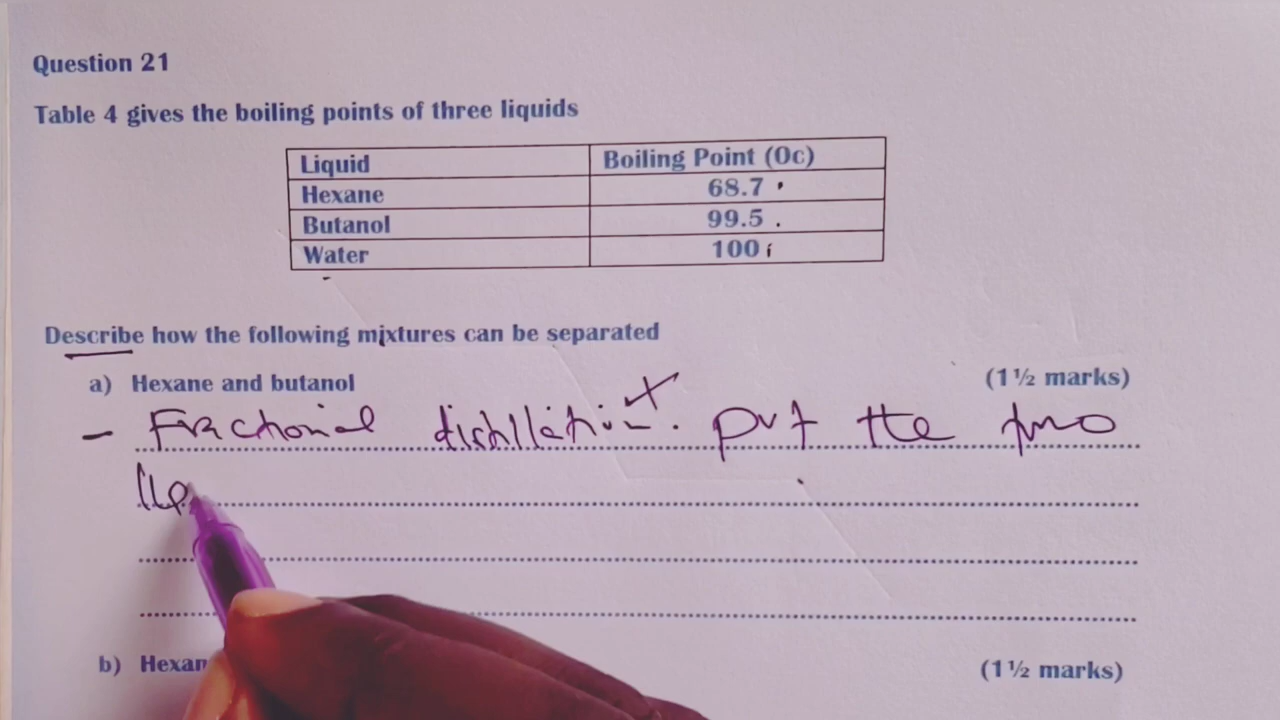 Question 21
Table 4 gives the boiling points of three liquids
Liquid Boiling Point (Oc)
Hexane 68.7
Butanol 99.5
Water 100
Describe how the following mixtures can be separated
a) Hexane and butanol (1½ marks)
- Fractional distillation. put the two
b) Hexan (1½ marks)